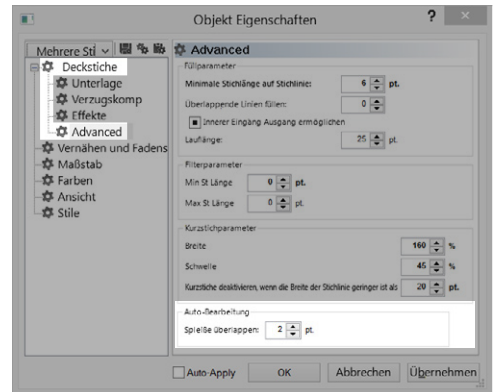 Objekt Eigenschaften
? ×
Mehrere Sti
Advanced
Deckstiche
Unterlage
Verzugskomp
Effekte
Advanced
Vernähen und Fadens
Maßstab
Farben
Ansicht
Stile
Füllparameter
Minimale Stichlänge auf Stichlinie: 6 pt.
Überlappende Linien füllen: 0
Innerer Eingang Ausgang ermöglichen
Lauflänge: 25 pt.
Filterparameter
Min St Länge 0 pt.
Max St Länge 0 pt.
Kurzstichparameter
Breite 160 %
Schwelle 45 %
Kurzstiche deaktivieren, wenn die Breite der Stichlinie geringer ist als 20 pt.
Auto-Bearbeitung
Spieße überlappen: 2 pt.
Auto-Apply
OK
Abbrechen
Übernehmen